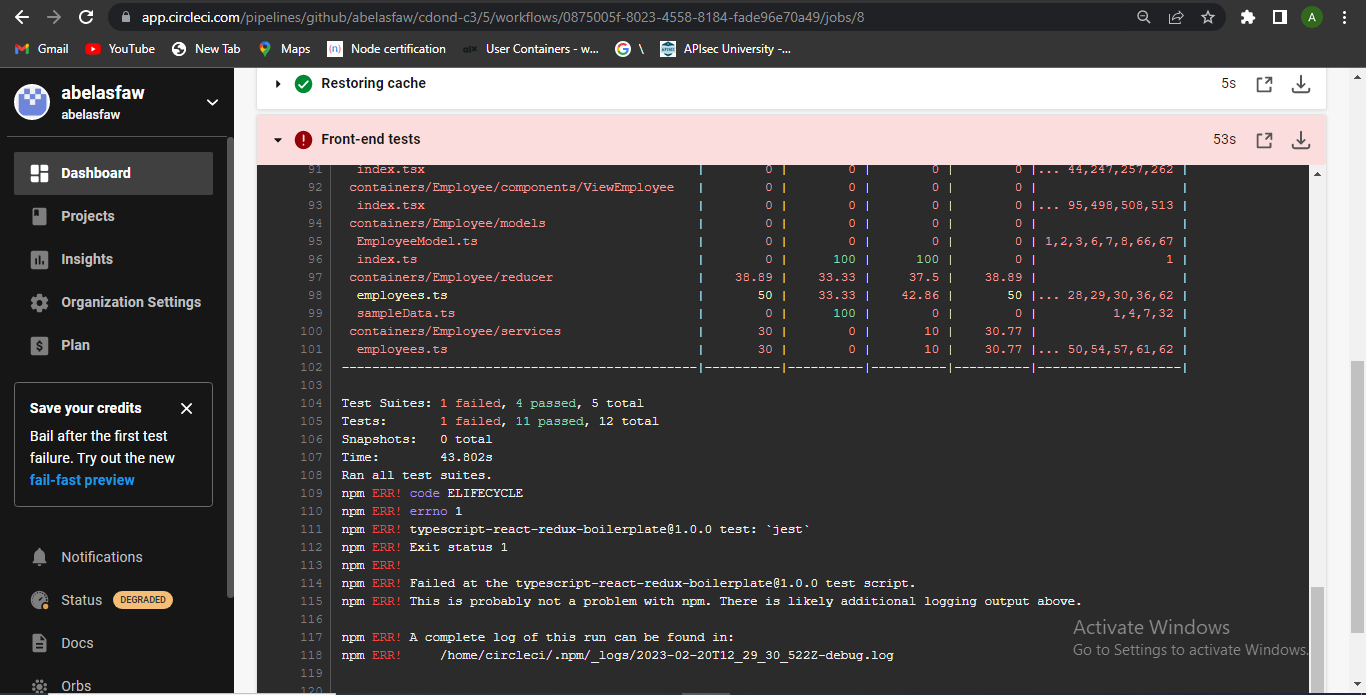 app.circleci.com/pipelines/github/abelasfaw/cdond-c3/5/workflows/0875005f-8023-4558-8184-fade96e70a49/jobs/8
A
Gmail YouTube New Tab Maps (n) Node certification User Containers - w... \ APIsec University -...
abelasfaw
abelasfaw
Dashboard
Projects
Insights
Organization Settings
Plan
Save your credits
Bail after the first test
failure. Try out the new
fail-fast preview
Notifications
Status DEGRADED
Docs
Orbs
Restoring cache 5s
Front-end tests 53s
91 index.tsx | 0 | 0 | 0 | 0 |... 44,247,257,262 |
92 containers/Employee/components/ViewEmployee | 0 | 0 | 0 | 0 | |
93 index.tsx | 0 | 0 | 0 | 0 |... 95,498,508,513 |
94 containers/Employee/models | 0 | 0 | 0 | 0 | |
95 EmployeeModel.ts | 0 | 0 | 0 | 0 | 1,2,3,6,7,8,66,67 |
96 index.ts | 0 | 100 | 100 | 0 | 1 |
97 containers/Employee/reducer | 38.89 | 33.33 | 37.5 | 38.89 | |
98 employees.ts | 50 | 33.33 | 42.86 | 50 |... 28,29,30,36,62 |
99 sampleData.ts | 0 | 100 | 0 | 0 | 1,4,7,32 |
100 containers/Employee/services | 30 | 0 | 10 | 30.77 | |
101 employees.ts | 30 | 0 | 10 | 30.77 |... 50,54,57,61,62 |
102 -----------------------------------------------|----------|----------|----------|----------|-------------------|
103
104 Test Suites: 1 failed, 4 passed, 5 total
105 Tests: 1 failed, 11 passed, 12 total
106 Snapshots: 0 total
107 Time: 43.802s
108 Ran all test suites.
109 npm ERR! code ELIFECYCLE
110 npm ERR! errno 1
111 npm ERR! typescript-react-redux-boilerplate@1.0.0 test: `jest`
112 npm ERR! Exit status 1
113 npm ERR!
114 npm ERR! Failed at the typescript-react-redux-boilerplate@1.0.0 test script.
115 npm ERR! This is probably not a problem with npm. There is likely additional logging output above.
116
117 npm ERR! A complete log of this run can be found in:
118 npm ERR! /home/circleci/.npm/_logs/2023-02-20T12_29_30_522Z-debug.log
119
120
Activate Windows
Go to Settings to activate Windows.